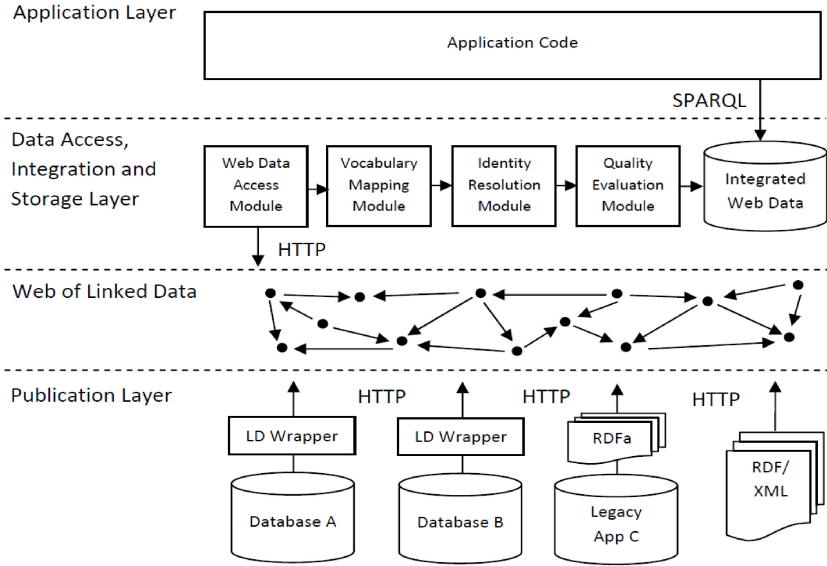 Application Layer
Application Code
SPARQL
Data Access,
Integration and
Storage Layer
Web Data
Access
Module
Vocabulary
Mapping
Module
Identity
Resolution
Module
Quality
Evaluation
Module
Integrated
Web Data
HTTP
Web of Linked Data
Publication Layer
HTTP
HTTP
HTTP
LD Wrapper
LD Wrapper
RDFa
RDF/
XML
Database A
Database B
Legacy
App C